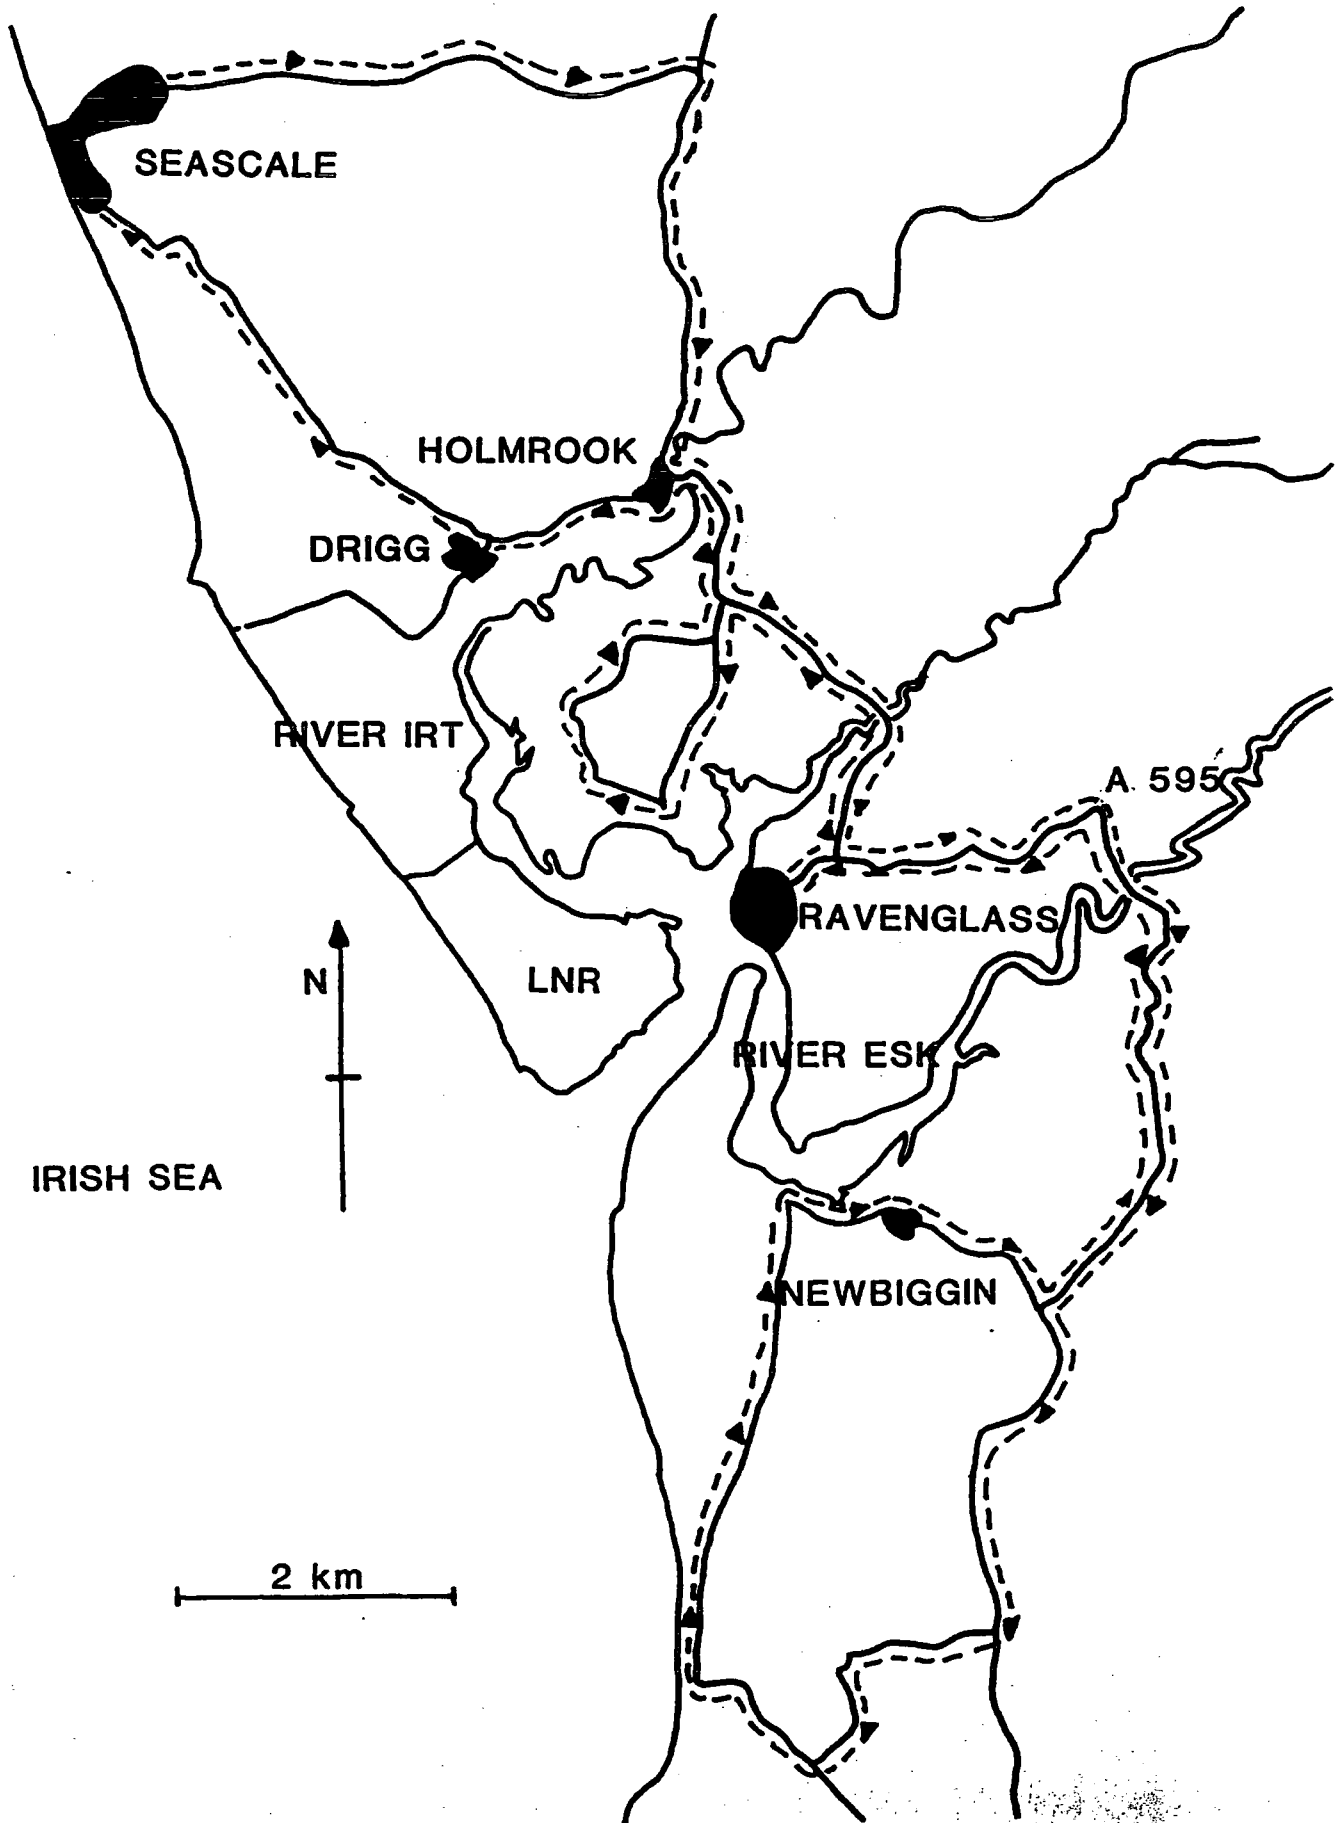 SEASCALE
HOLMROOK
DRIGG
RIVER IRT
A. 595
RAVENGLASS
N
LNR
RIVER ESK
IRISH SEA
NEWBIGGIN
2 km